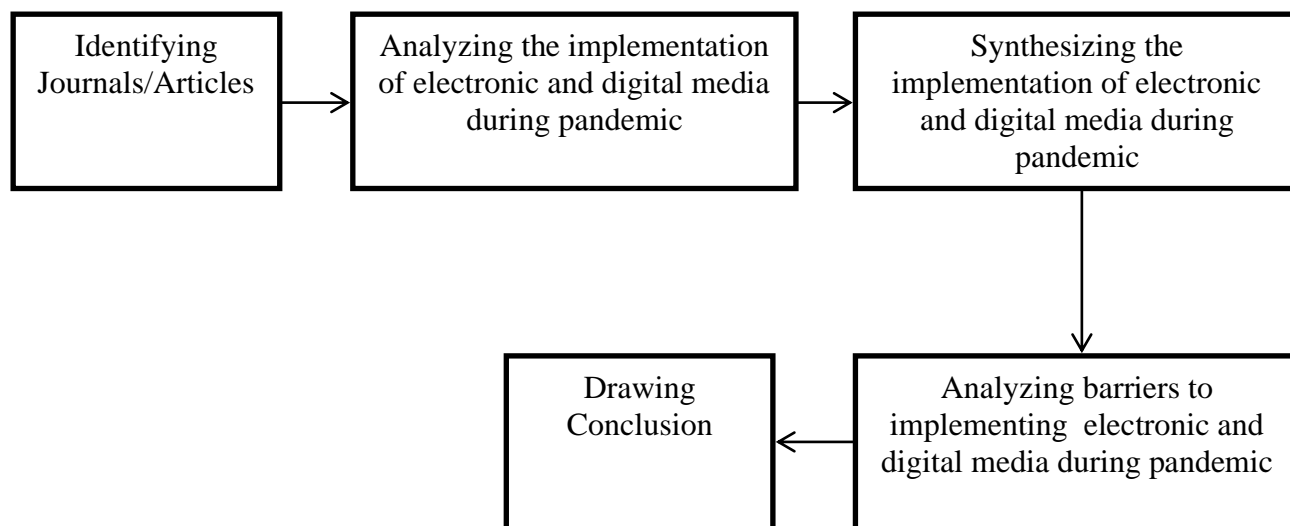 Identifying
Journals/Articles
Analyzing the implementation
of electronic and digital media
during pandemic
Synthesizing the
implementation of electronic
and digital media during
pandemic
Drawing
Conclusion
Analyzing barriers to
implementing  electronic and
digital media during pandemic